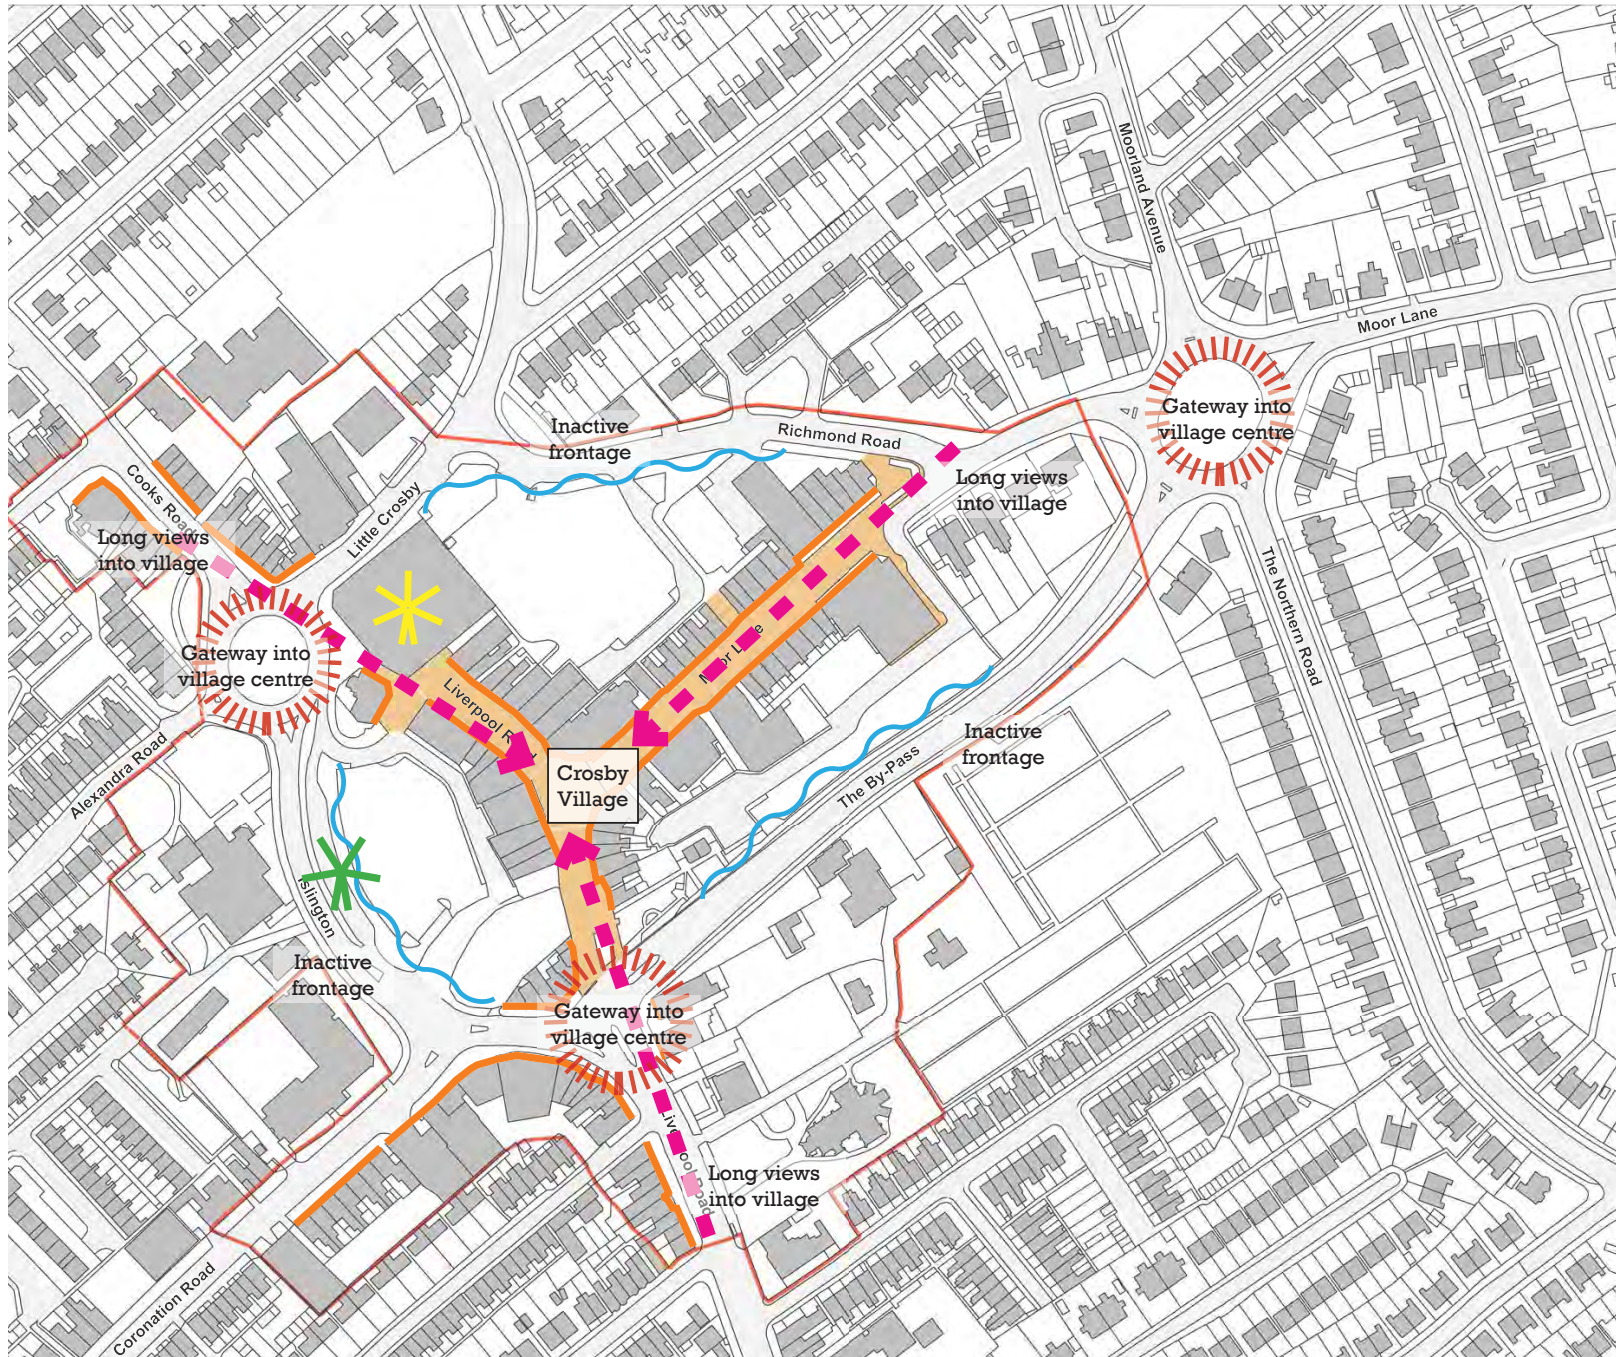 Moorland Avenue
Moor Lane
Gateway into
village centre
Inactive
frontage
Richmond Road
Long views
into village
Cooks Road
Long views
into village
Little Crosby
The Northern Road
Gateway into
village centre
Moor Lane
Liverpool Road
Inactive
frontage
Crosby
Village
Alexandra Road
The By-Pass
Islington
Inactive
frontage
Gateway into
village centre
Liverpool Road
Long views
into village
Coronation Road